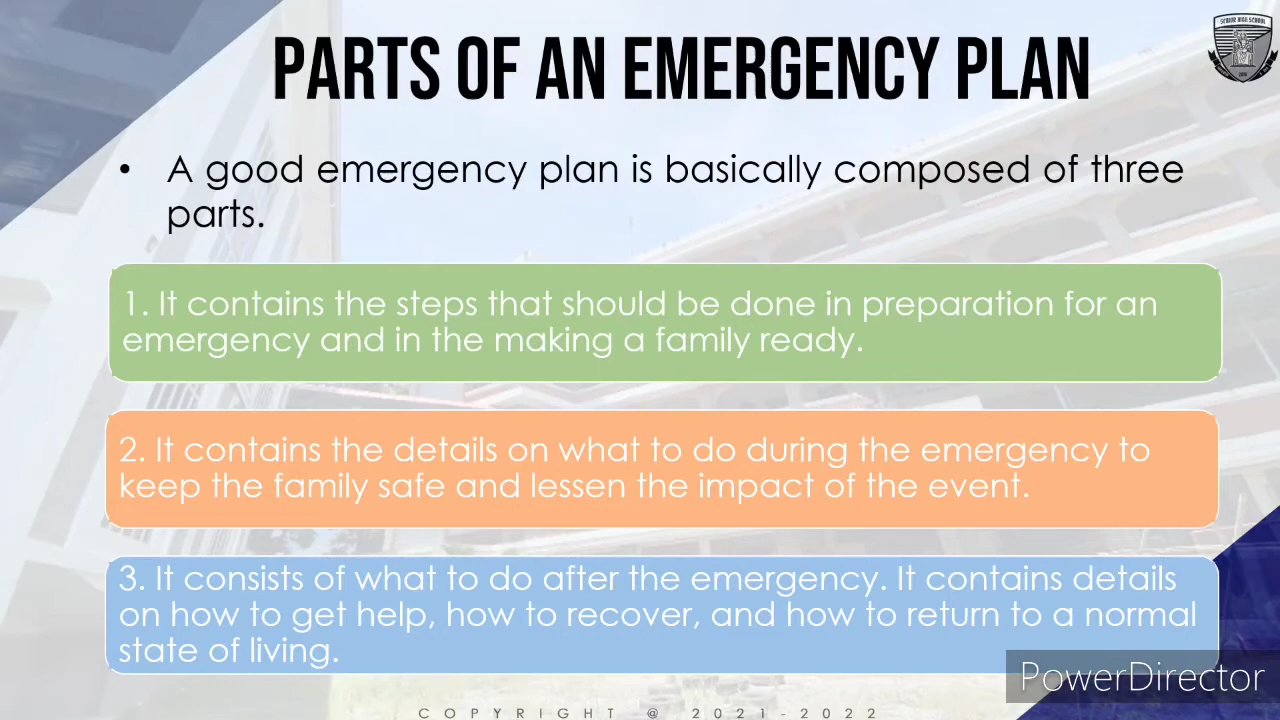 SENIOR HIGH SCHOOL
PARTS OF AN EMERGENCY PLAN
• A good emergency plan is basically composed of three
parts.
1. It contains the steps that should be done in preparation for an
emergency and in the making a family ready.
2. It contains the details on what to do during the emergency to
keep the family safe and lessen the impact of the event.
3. It consists of what to do after the emergency. It contains details
on how to get help, how to recover, and how to return to a normal
state of living.
PowerDirector
COPYRIGHT @ 2021-2022